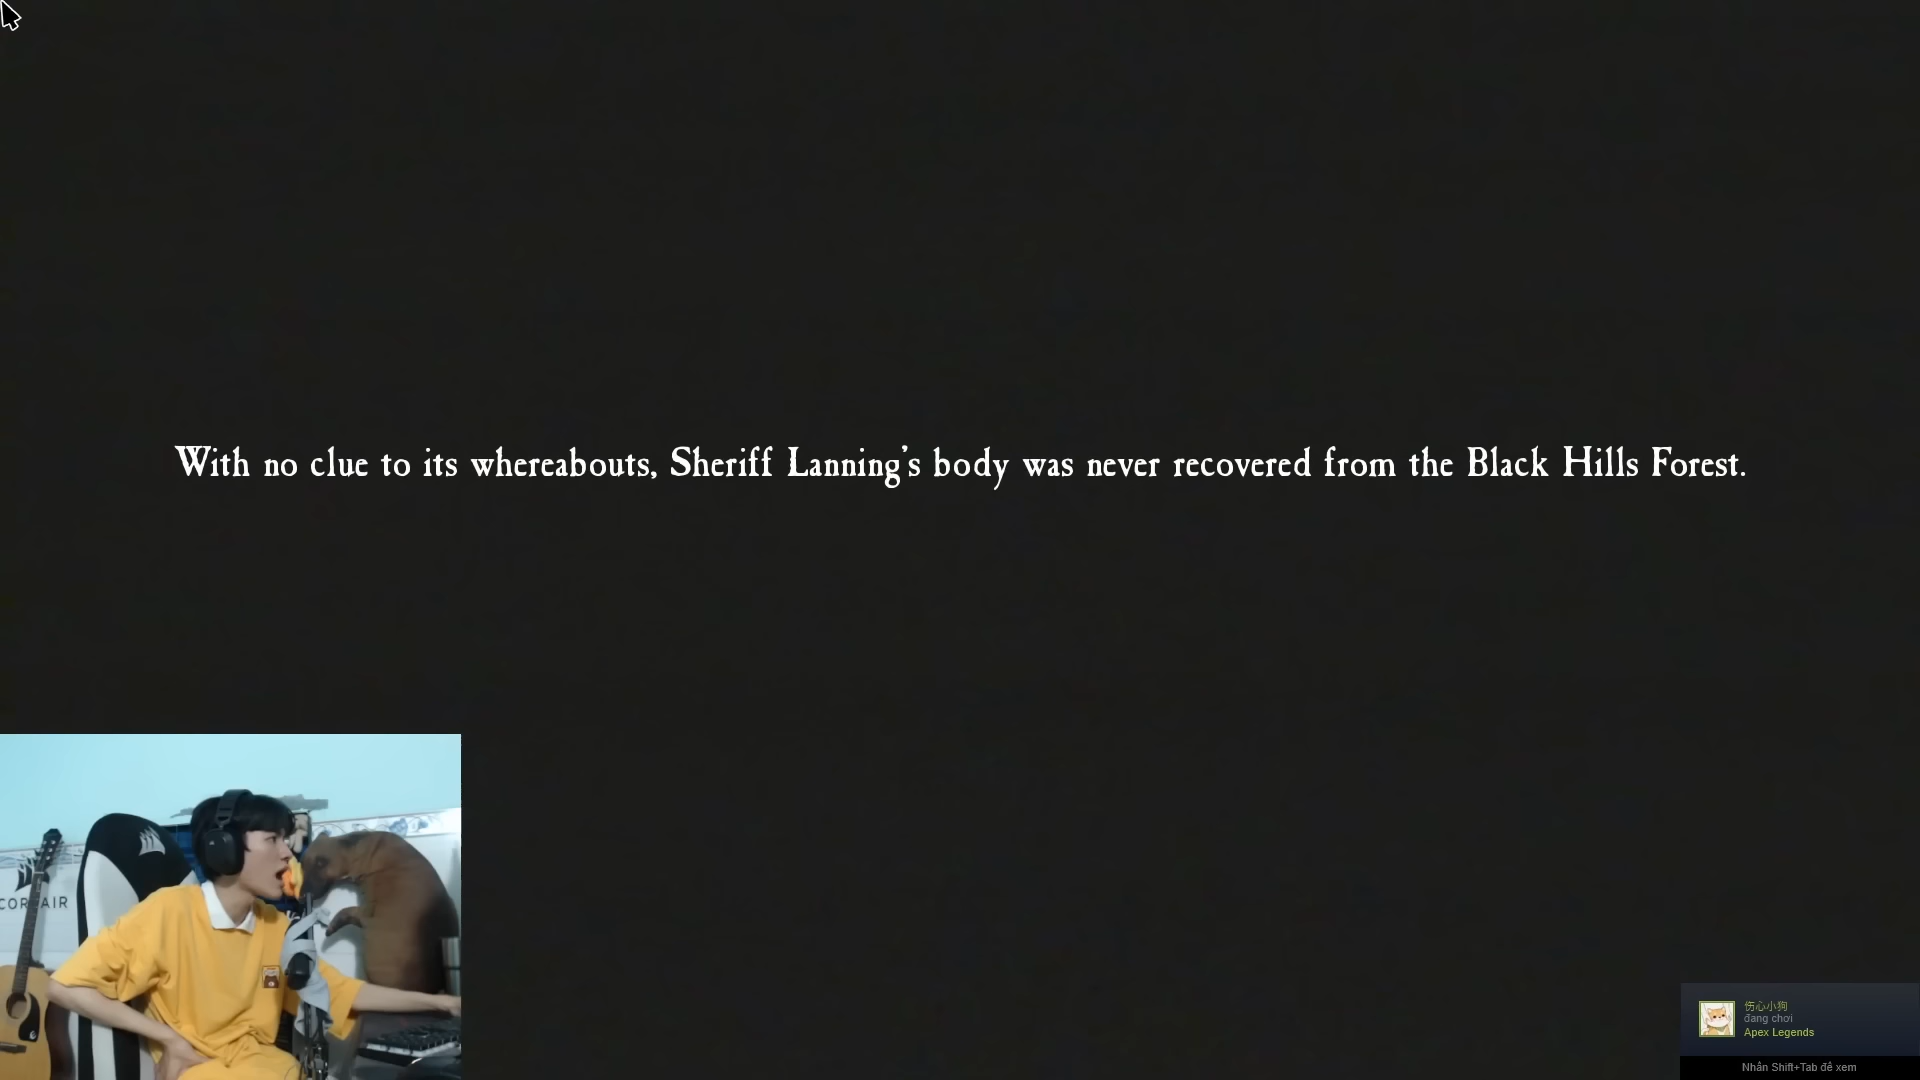 With no clue to its whereabouts, Sheriff Lanning's body was never recovered from the Black Hills Forest.
CORSAIR
伤心小狗
đang chơi
Apex Legends
Nhấn Shift+Tab để xem